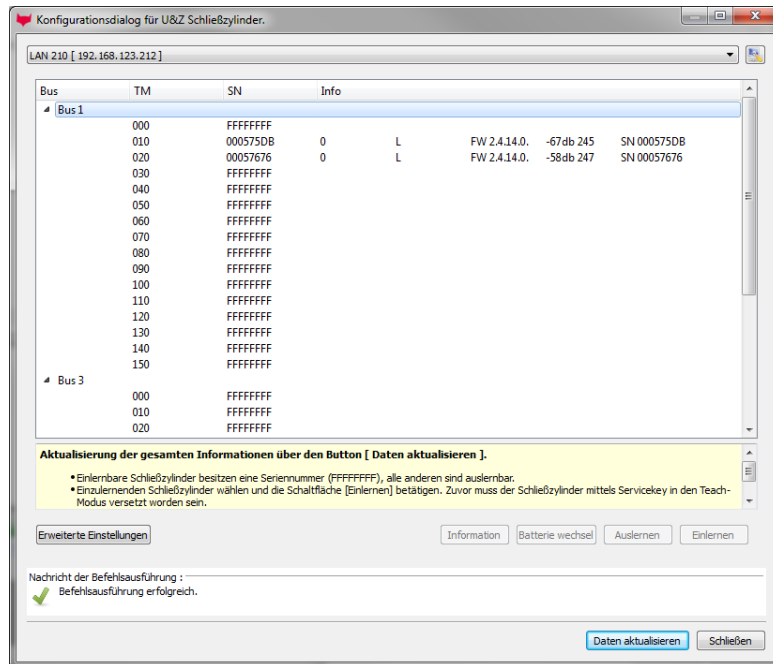 Konfigurationsdialog für U&Z Schließzylinder.
LAN 210 [ 192.168.123.212 ]
Bus TM SN Info
Bus 1
000 FFFFFFFF
010 000575DB 0 L FW 2.4.14.0. -67db 245 SN 000575DB
020 00057676 0 L FW 2.4.14.0. -58db 247 SN 00057676
030 FFFFFFFF
040 FFFFFFFF
050 FFFFFFFF
060 FFFFFFFF
070 FFFFFFFF
080 FFFFFFFF
090 FFFFFFFF
100 FFFFFFFF
110 FFFFFFFF
120 FFFFFFFF
130 FFFFFFFF
140 FFFFFFFF
150 FFFFFFFF
Bus 3
000 FFFFFFFF
010 FFFFFFFF
020 FFFFFFFF
Aktualisierung der gesamten Informationen über den Button [ Daten aktualisieren ].
• Einlernbare Schließzylinder besitzen eine Seriennummer (FFFFFFFF), alle anderen sind auslernbar.
• Einzulernenden Schließzylinder wählen und die Schaltfläche [Einlernen] betätigen. Zuvor muss der Schließzylinder mittels Servicekey in den Teach-
Modus versetzt worden sein.
Erweiterte Einstellungen Information Batterie wechsel Auslernen Einlernen
Nachricht der Befehlsausführung :
Befehlsausführung erfolgreich.
Daten aktualisieren Schließen